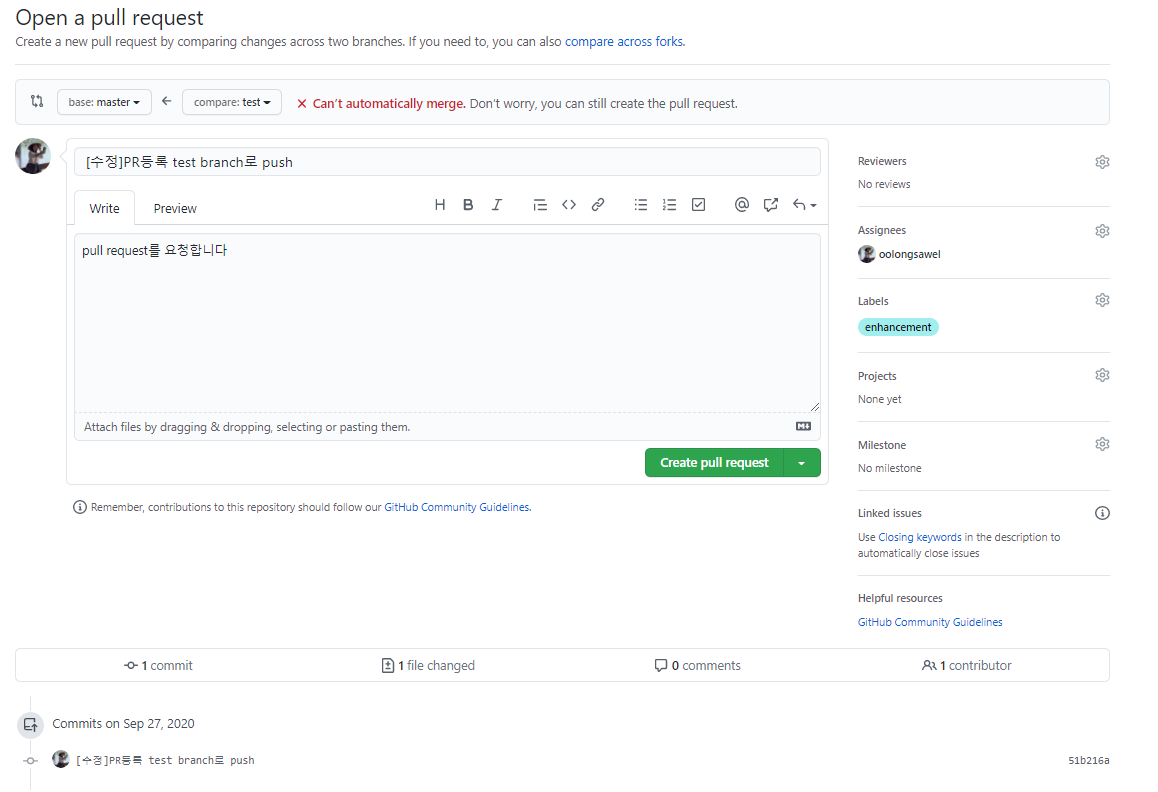 Open a pull request
Create a new pull request by comparing changes across two branches. If you need to, you can also compare across forks.
base: master
compare: test
Can't automatically merge. Don't worry, you can still create the pull request.
[수정]PR등록 test branch로 push
Write
Preview
pull request를 요청합니다
Attach files by dragging & dropping, selecting or pasting them.
Create pull request
Remember, contributions to this repository should follow our GitHub Community Guidelines.
Reviewers
No reviews
Assignees
oolongsawel
Labels
enhancement
Projects
None yet
Milestone
No milestone
Linked issues
Use Closing keywords in the description to
automatically close issues
Helpful resources
GitHub Community Guidelines
1 commit
1 file changed
0 comments
1 contributor
Commits on Sep 27, 2020
[수정]PR등록 test branch로 push
51b216a